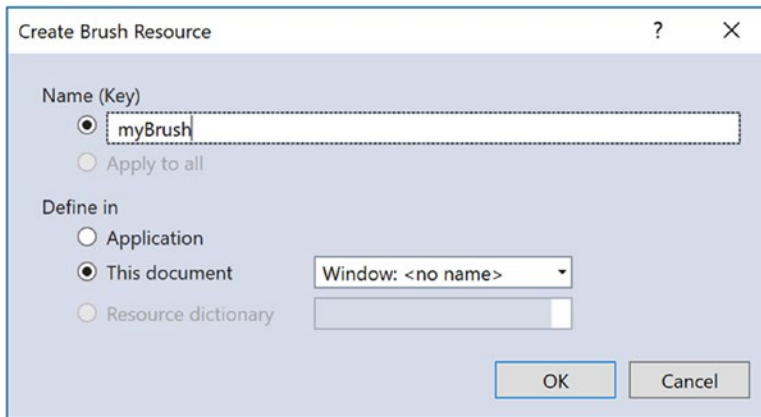 Create Brush Resource ?
Name (Key)
myBrush
Apply to all
Define in
Application
This document Window: <no name>
Resource dictionary
OK Cancel